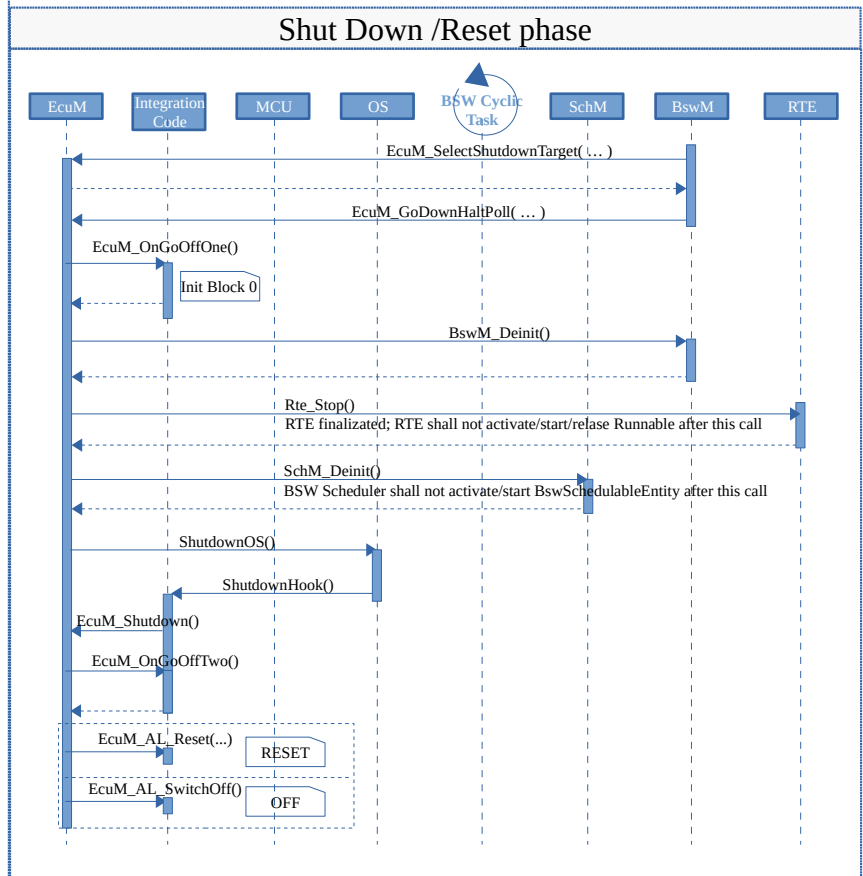 Shut Down /Reset phase
EcuM
Integration
Code
MCU
OS
BSW Cyclic
Task
SchM
BswM
RTE
EcuM_SelectShutdownTarget( … )
EcuM_GoDownHaltPoll( … )
EcuM_OnGoOffOne()
Init Block 0
BswM_Deinit()
Rte_Stop()
RTE finalizated; RTE shall not activate/start/relase Runnable after this call
SchM_Deinit()
BSW Scheduler shall not activate/start BswSchedulableEntity after this call
ShutdownOS()
ShutdownHook()
EcuM_Shutdown()
EcuM_OnGoOffTwo()
EcuM_AL_Reset(...)
RESET
EcuM_AL_SwitchOff()
OFF